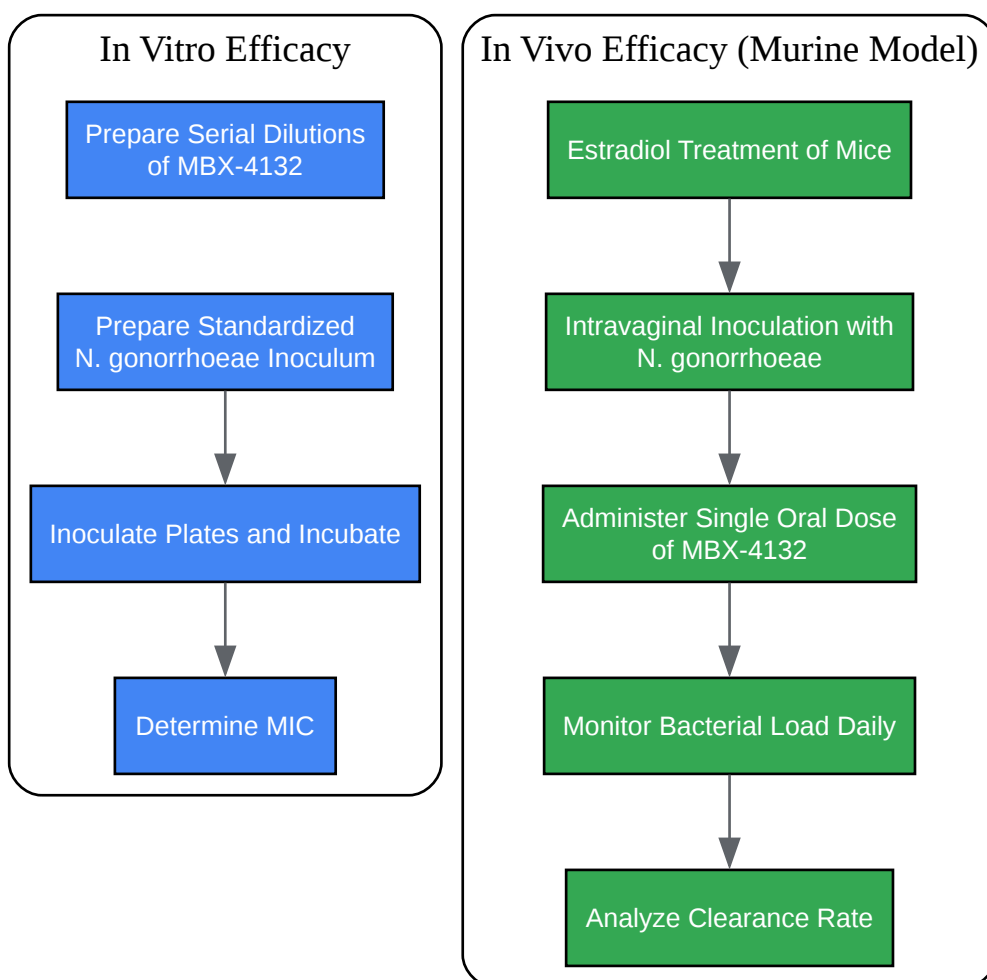 In Vitro Efficacy
Prepare Serial Dilutions
of MBX-4132
Prepare Standardized
N. gonorrhoeae Inoculum
Inoculate Plates and Incubate
Determine MIC
In Vivo Efficacy (Murine Model)
Estradiol Treatment of Mice
Intravaginal Inoculation with
N. gonorrhoeae
Administer Single Oral Dose
of MBX-4132
Monitor Bacterial Load Daily
Analyze Clearance Rate